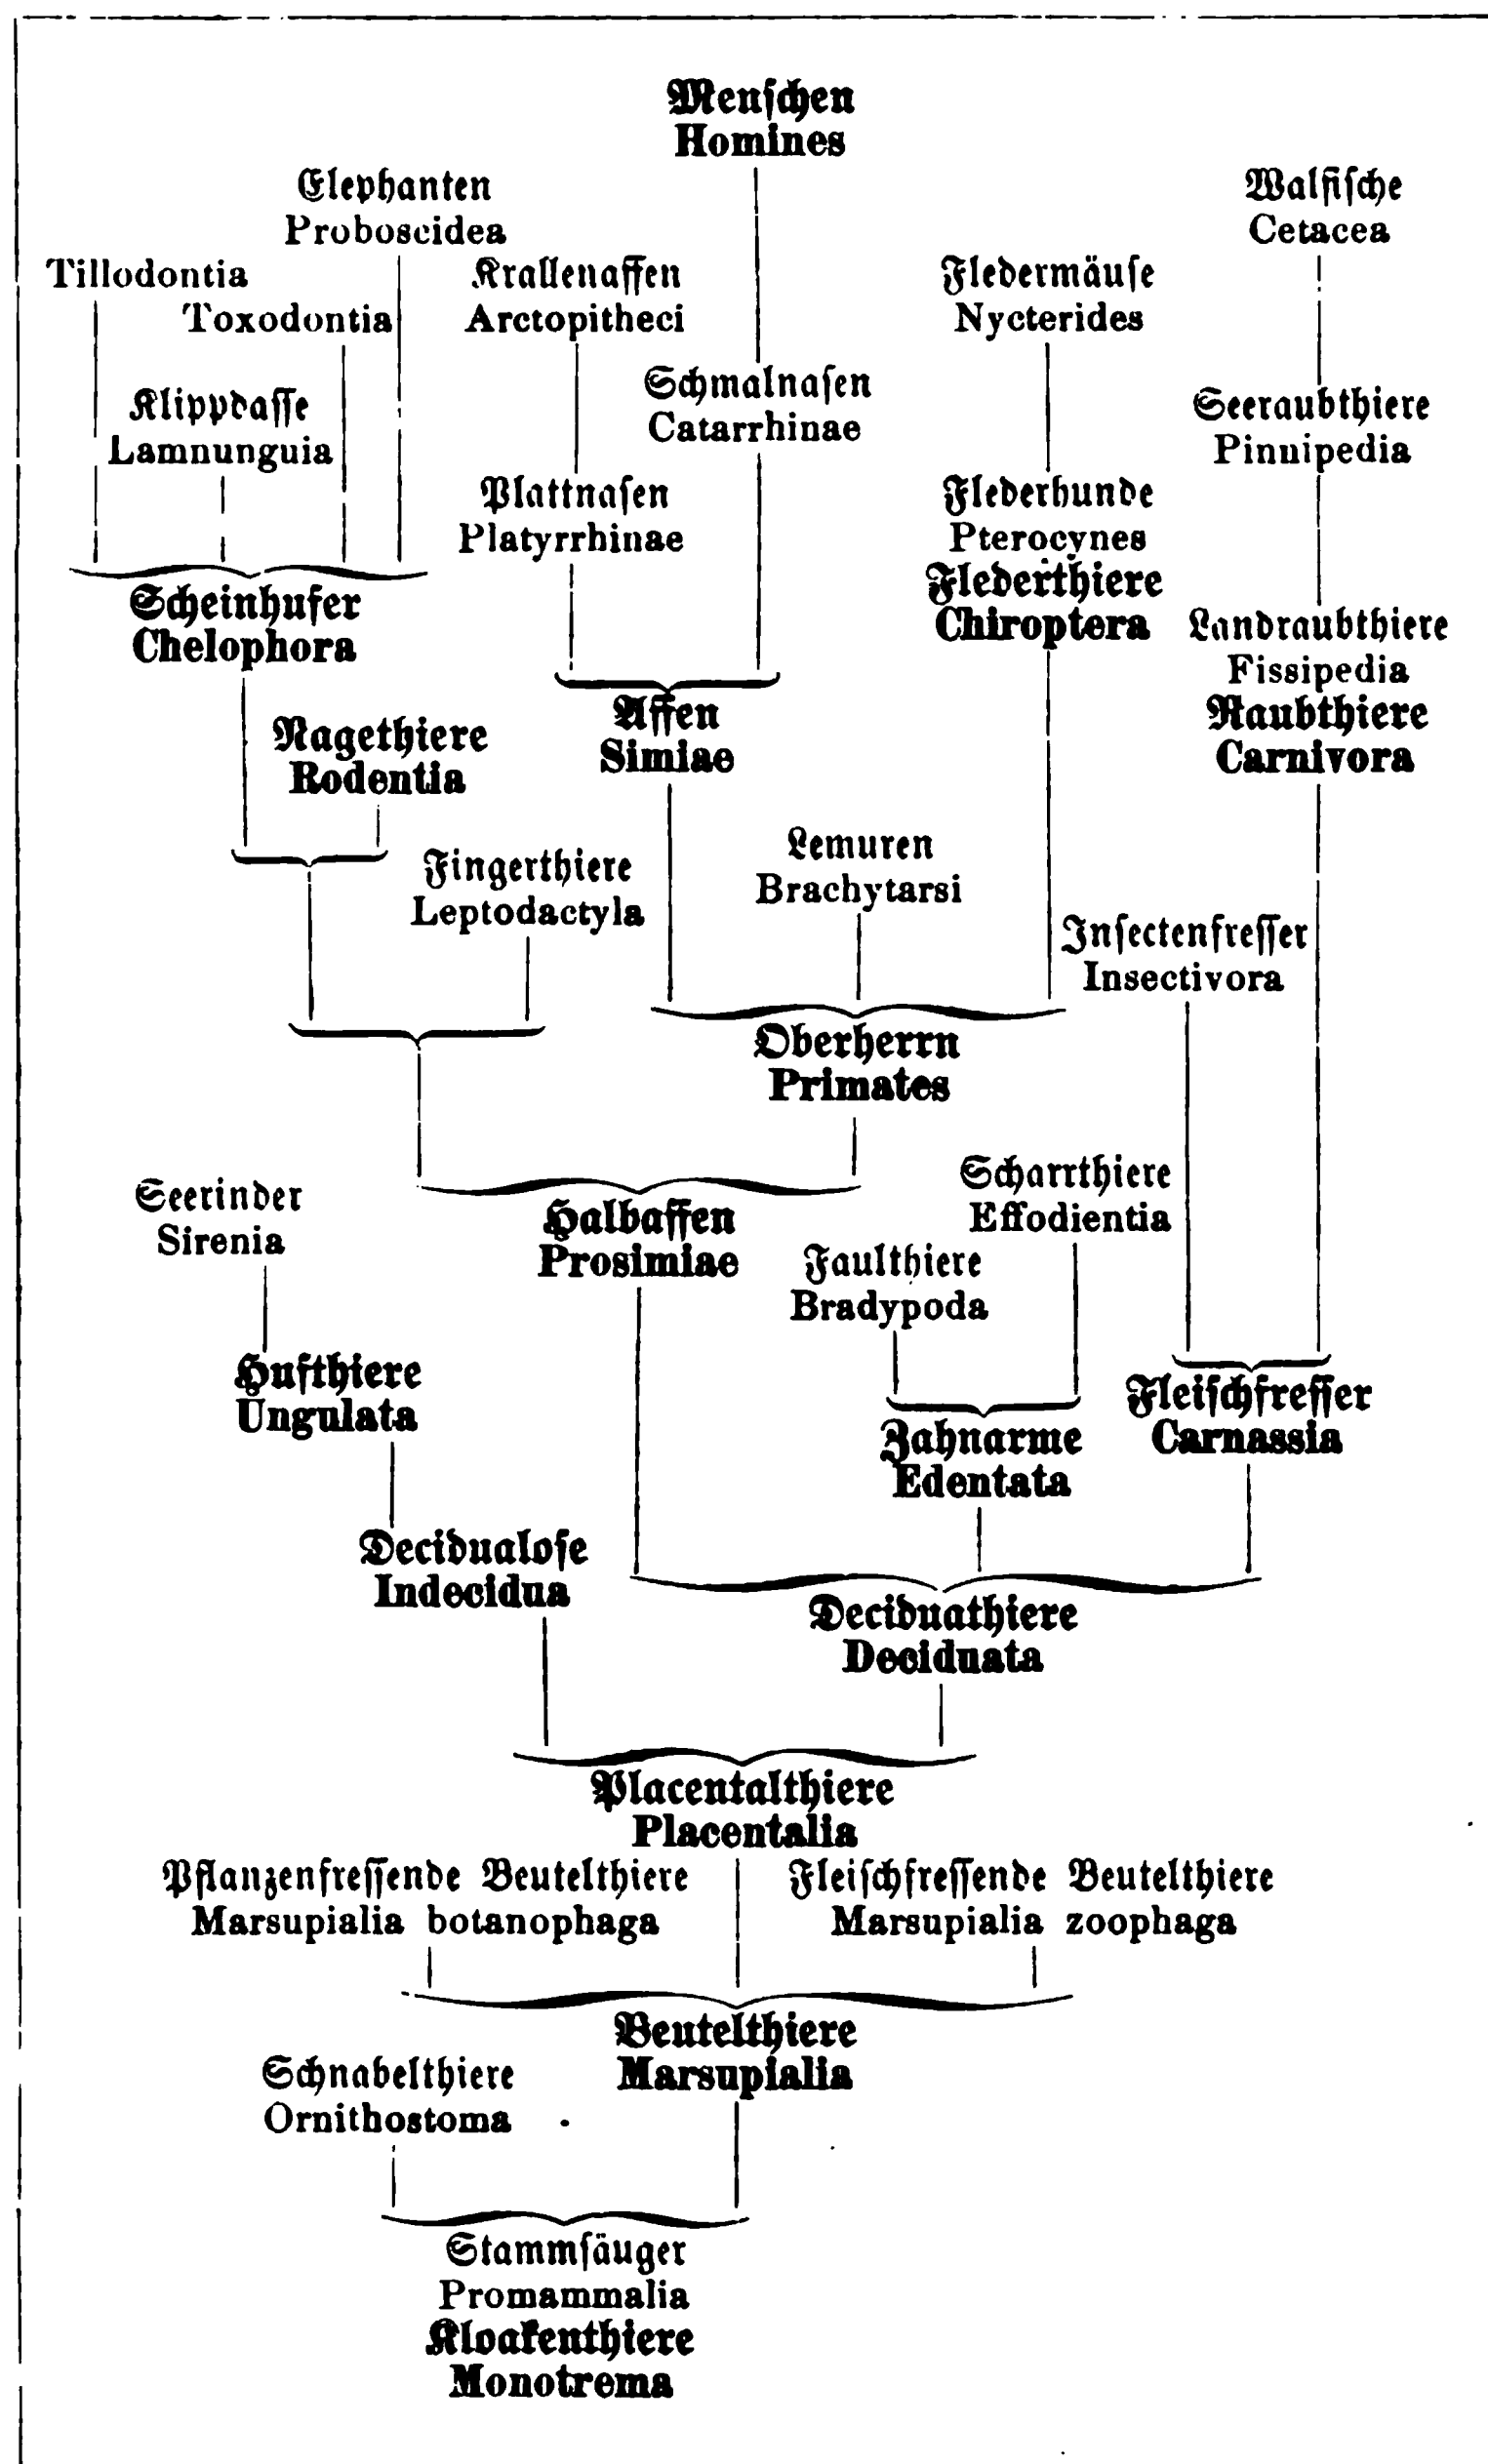 Menſchen
Homines
Elephanten
Proboscidea
Walfiſche
Cetacea
Tillodontia
Toxodontia
Krallenaffen
Arctopitheci
Fledermäuſe
Nycterides
Klippdaſſe
Lamnunguia
Schmalnaſen
Catarrhinae
Seeraubthiere
Pinnipedia
Plattnaſen
Platyrrhinae
Flederhunde
Pterocynes
Flederthiere
Chiroptera
Scheinhufer
Chelophora
Landraubthiere
Fissipedia
Raubthiere
Carnivora
Affen
Simiae
Nagethiere
Rodentia
Fingerthiere
Leptodactyla
Lemuren
Brachytarsi
Inſectenfreſſer
Insectivora
Oberherrn
Primates
Seerinder
Sirenia
Halbaffen
Prosimiae
Scharrthiere
Effodientia
Faulthiere
Bradypoda
Hufthiere
Ungulata
Zahnarme
Edentata
Fleiſchfreſſer
Carnassia
Decidualoſe
Indecidua
Deciduathiere
Deciduata
Placentalthiere
Placentalia
Pflanzenfreſſende Beutelthiere
Marsupialia botanophaga
Fleiſchfreſſende Beutelthiere
Marsupialia zoophaga
Beutelthiere
Marsupialia
Schnabelthiere
Ornithostoma
Stammſäuger
Promammalia
Kloakenthiere
Monotrema